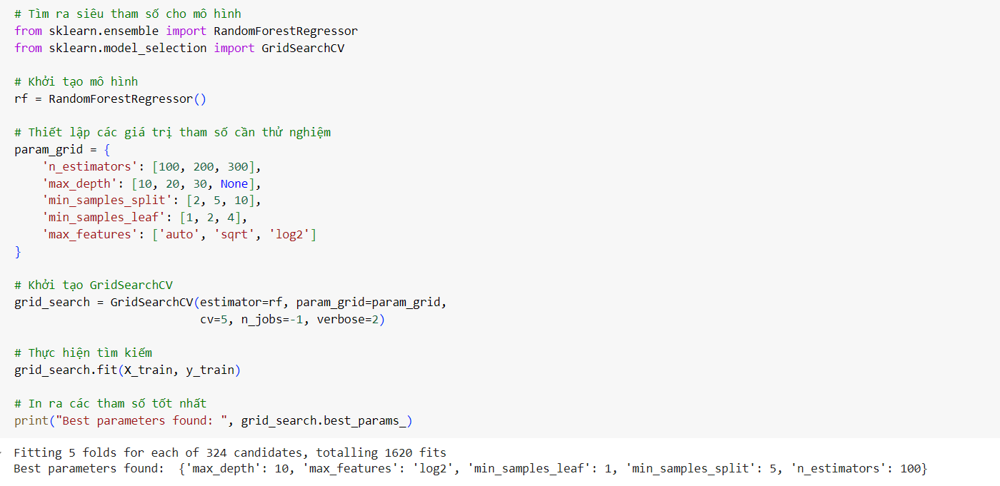 # Tìm ra siêu tham số cho mô hình
from sklearn.ensemble import RandomForestRegressor
from sklearn.model_selection import GridSearchCV
# Khởi tạo mô hình
rf = RandomForestRegressor()
# Thiết lập các giá trị tham số cần thử nghiệm
param_grid = {
    'n_estimators': [100, 200, 300],
    'max_depth': [10, 20, 30, None],
    'min_samples_split': [2, 5, 10],
    'min_samples_leaf': [1, 2, 4],
    'max_features': ['auto', 'sqrt', 'log2']
}
# Khởi tạo GridSearchCV
grid_search = GridSearchCV(estimator=rf, param_grid=param_grid,
                           cv=5, n_jobs=-1, verbose=2)
# Thực hiện tìm kiếm
grid_search.fit(X_train, y_train)
# In ra các tham số tốt nhất
print("Best parameters found: ", grid_search.best_params_)
Fitting 5 folds for each of 324 candidates, totalling 1620 fits
Best parameters found:  {'max_depth': 10, 'max_features': 'log2', 'min_samples_leaf': 1, 'min_samples_split': 5, 'n_estimators': 100}